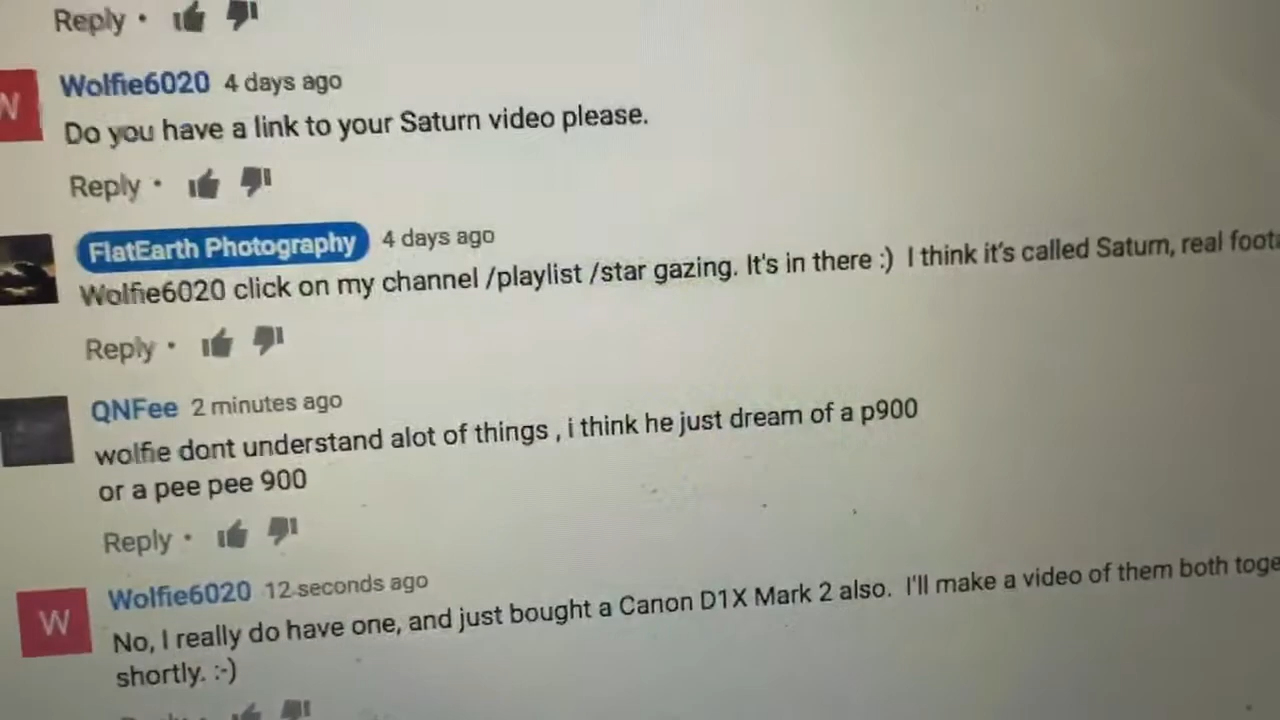 Reply •
W
Wolfie6020 4 days ago
Do you have a link to your Saturn video please.
Reply •
FlatEarth Photography 4 days ago
Wolfie6020 click on my channel /playlist /star gazing. It's in there :) I think it's called Saturn, real foota
Reply •
QNFee 2 minutes ago
wolfie dont understand alot of things , i think he just dream of a p900
or a pee pee 900
Reply •
W
Wolfie6020 12 seconds ago
No, I really do have one, and just bought a Canon D1X Mark 2 also. I'll make a video of them both toge
shortly. :-)
Reply •